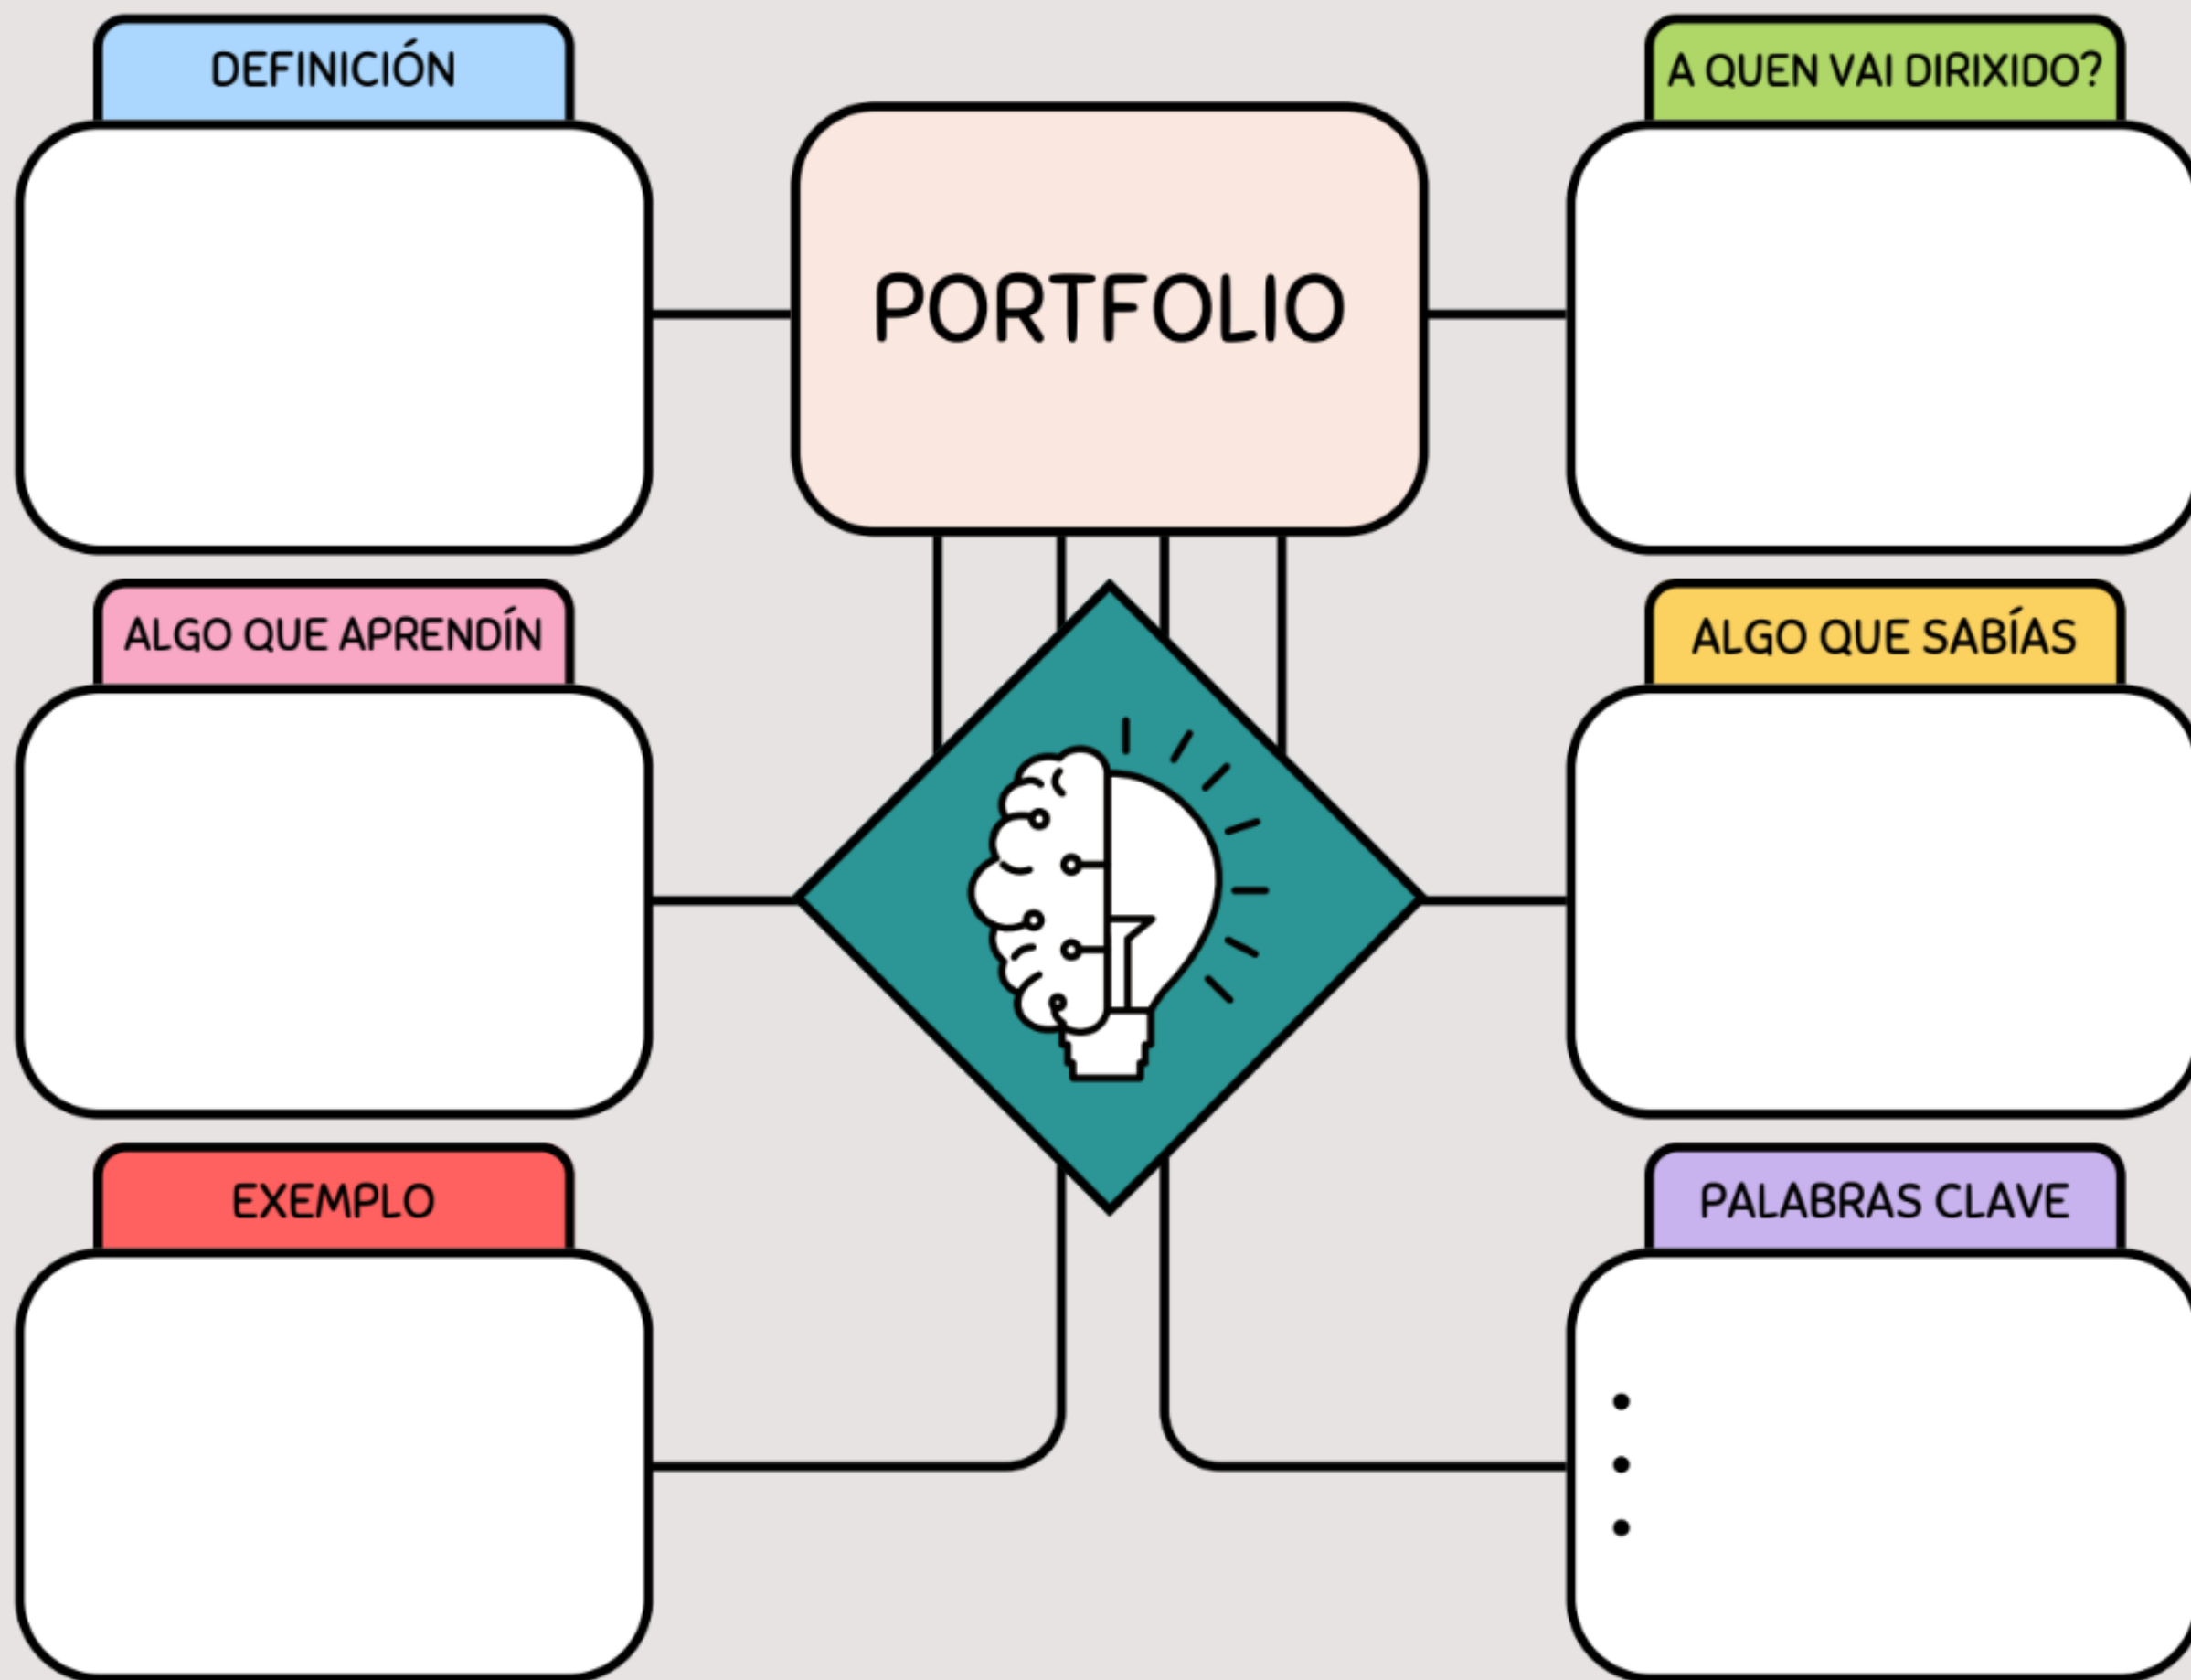 DEFINICIÓN
A QUEN VAI DIRIXIDO?
PORTFOLIO
ALGO QUE APRENDÍN
ALGO QUE SABÍAS
EXEMPLO
PALABRAS CLAVE